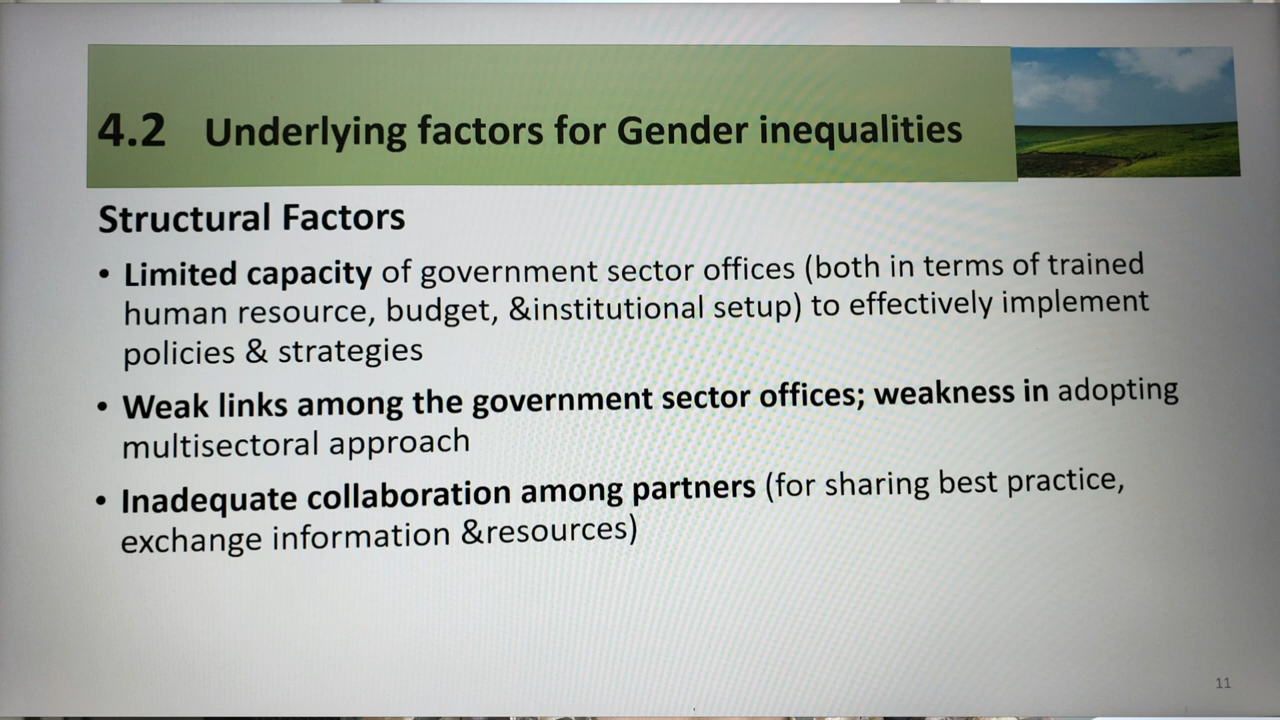 4.2 Underlying factors for Gender inequalities
Structural Factors
• Limited capacity of government sector offices (both in terms of trained
human resource, budget, &institutional setup) to effectively implement
policies & strategies
• Weak links among the government sector offices; weakness in adopting
multisectoral approach
• Inadequate collaboration among partners (for sharing best practice,
exchange information &resources)
11